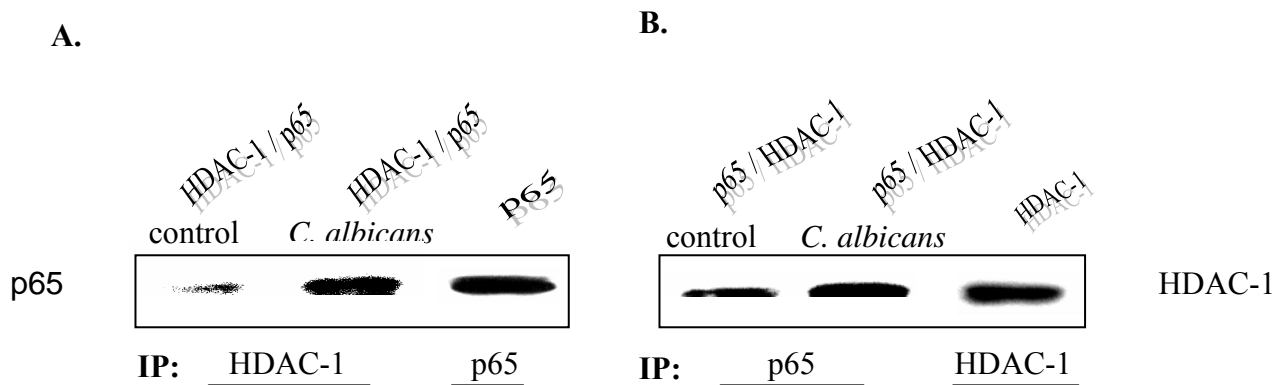 A.
HDAC-1 / p65
HDAC-1 / p65
P65
control
C. albicans
p65
IP:
HDAC-1
p65
B.
p65 / HDAC-1
p65 / HDAC-1
HDAC-1
control
C. albicans
HDAC-1
IP:
p65
HDAC-1